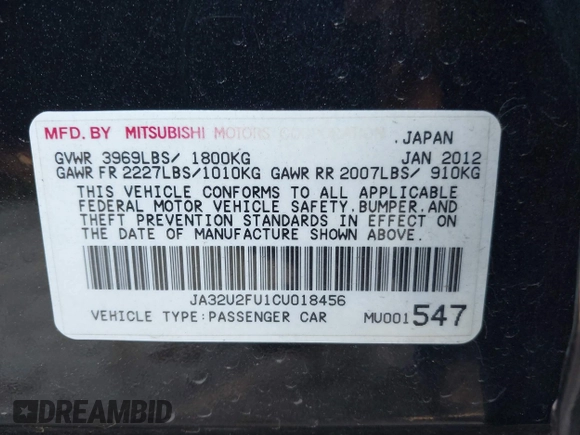 MFD. BY MITSUBISHI MOTORS CORPORATION .JAPAN
GVWR 3969LBS/ 1800KG JAN 2012
GAWR FR 2227LBS/1010KG GAWR RR 2007LBS/ 910KG
THIS VEHICLE CONFORMS TO ALL APPLICABLE
FEDERAL MOTOR VEHICLE SAFETY.BUMPER.AND
THEFT PREVENTION STANDARDS IN EFFECT ON
THE DATE OF MANUFACTURE SHOWN ABOVE.
JA32U2FU1CU018456
VEHICLE TYPE:PASSENGER CAR MU001547
DREAMBID